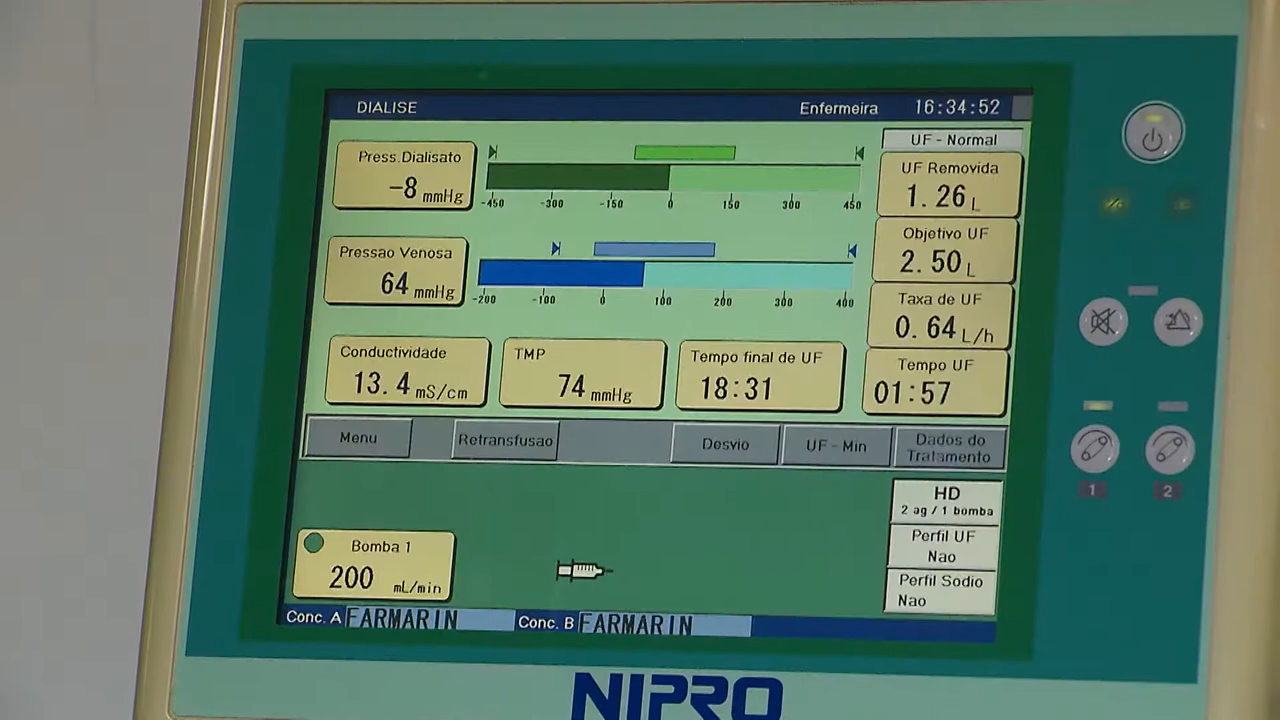 DIALISE Enfermeira 16:34:52
UF - Normal
Press.Dialisato
-8 mmHg
-450 -300 -150 0 150 300 450
UF Removida
1.26 L
Pressao Venosa
64 mmHg
-200 -100 0 100 200 300 400
Objetivo UF
2.50 L
Taxa de UF
0.64 L/h
Conductividade
13.4 mS/cm
TMP
74 mmHg
Tempo final de UF
18:31
Tempo UF
01:57
Menu Retransfusao Desvio UF - Min Dados do
Tratamento
HD
2 ag / 1 bomba
Perfil UF
Nao
Perfil Sodio
Nao
Bomba 1
200 mL/min
Conc. A FARMARIN Conc. B FARMARIN
1 2
NIPRO